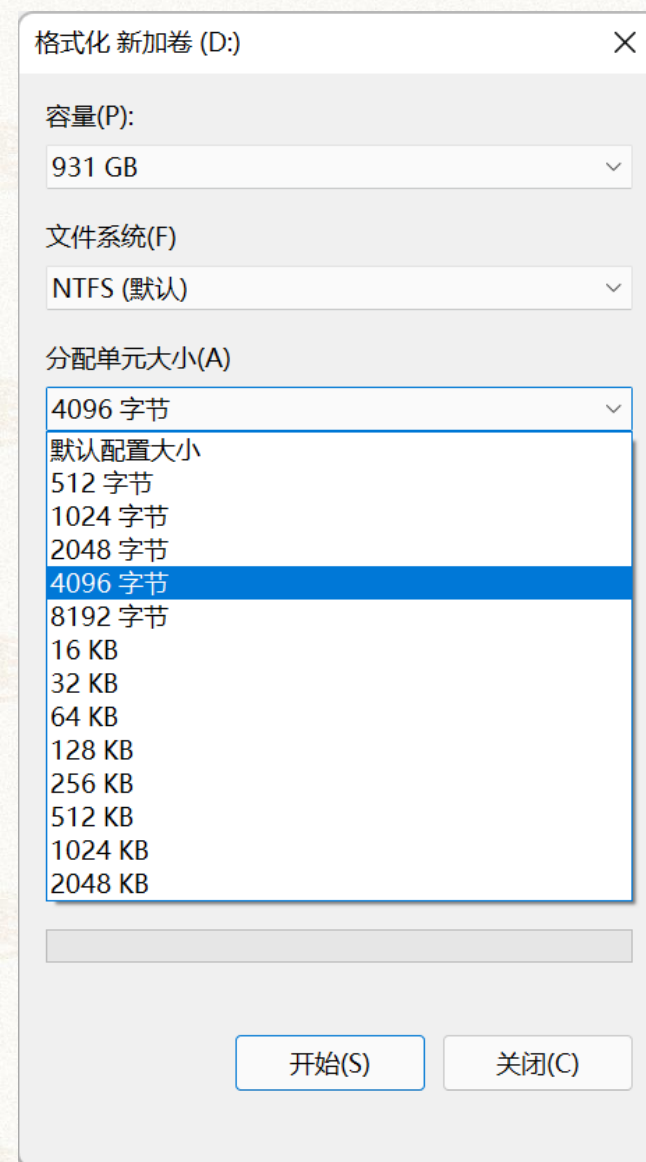 格式化 新加卷 (D:)
容量(P):
931 GB
文件系统(F)
NTFS (默认)
分配单元大小(A)
4096 字节
默认配置大小
512 字节
1024 字节
2048 字节
4096 字节
8192 字节
16 KB
32 KB
64 KB
128 KB
256 KB
512 KB
1024 KB
2048 KB
开始(S)
关闭(C)